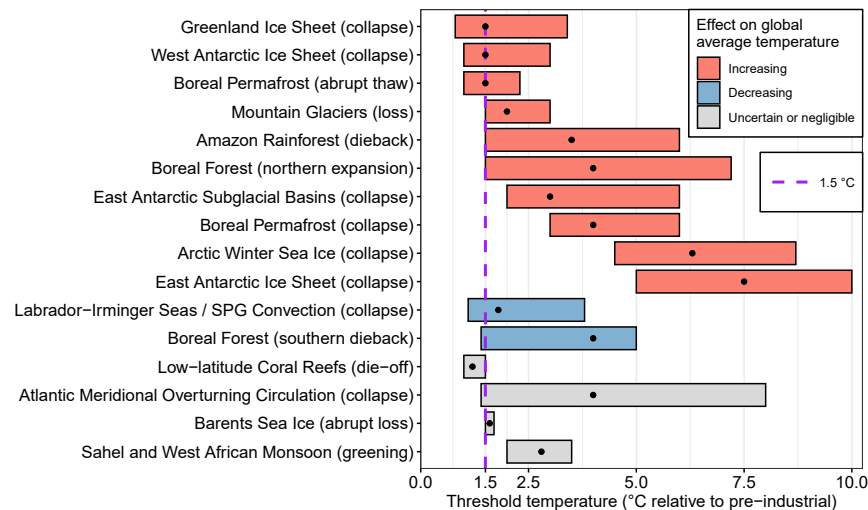 Greenland Ice Sheet (collapse)
West Antarctic Ice Sheet (collapse)
Boreal Permafrost (abrupt thaw)
Mountain Glaciers (loss)
Amazon Rainforest (dieback)
Boreal Forest (northern expansion)
East Antarctic Subglacial Basins (collapse)
Boreal Permafrost (collapse)
Arctic Winter Sea Ice (collapse)
East Antarctic Ice Sheet (collapse)
Labrador−Irminger Seas / SPG Convection (collapse)
Boreal Forest (southern dieback)
Low−latitude Coral Reefs (die−off)
Atlantic Meridional Overturning Circulation (collapse)
Barents Sea Ice (abrupt loss)
Sahel and West African Monsoon (greening)
Effect on global
average temperature
Increasing
Decreasing
Uncertain or negligible
1.5 °C
0.0 1.5 2.5 5.0 7.5 10.0
Threshold temperature (°C relative to pre−industrial)